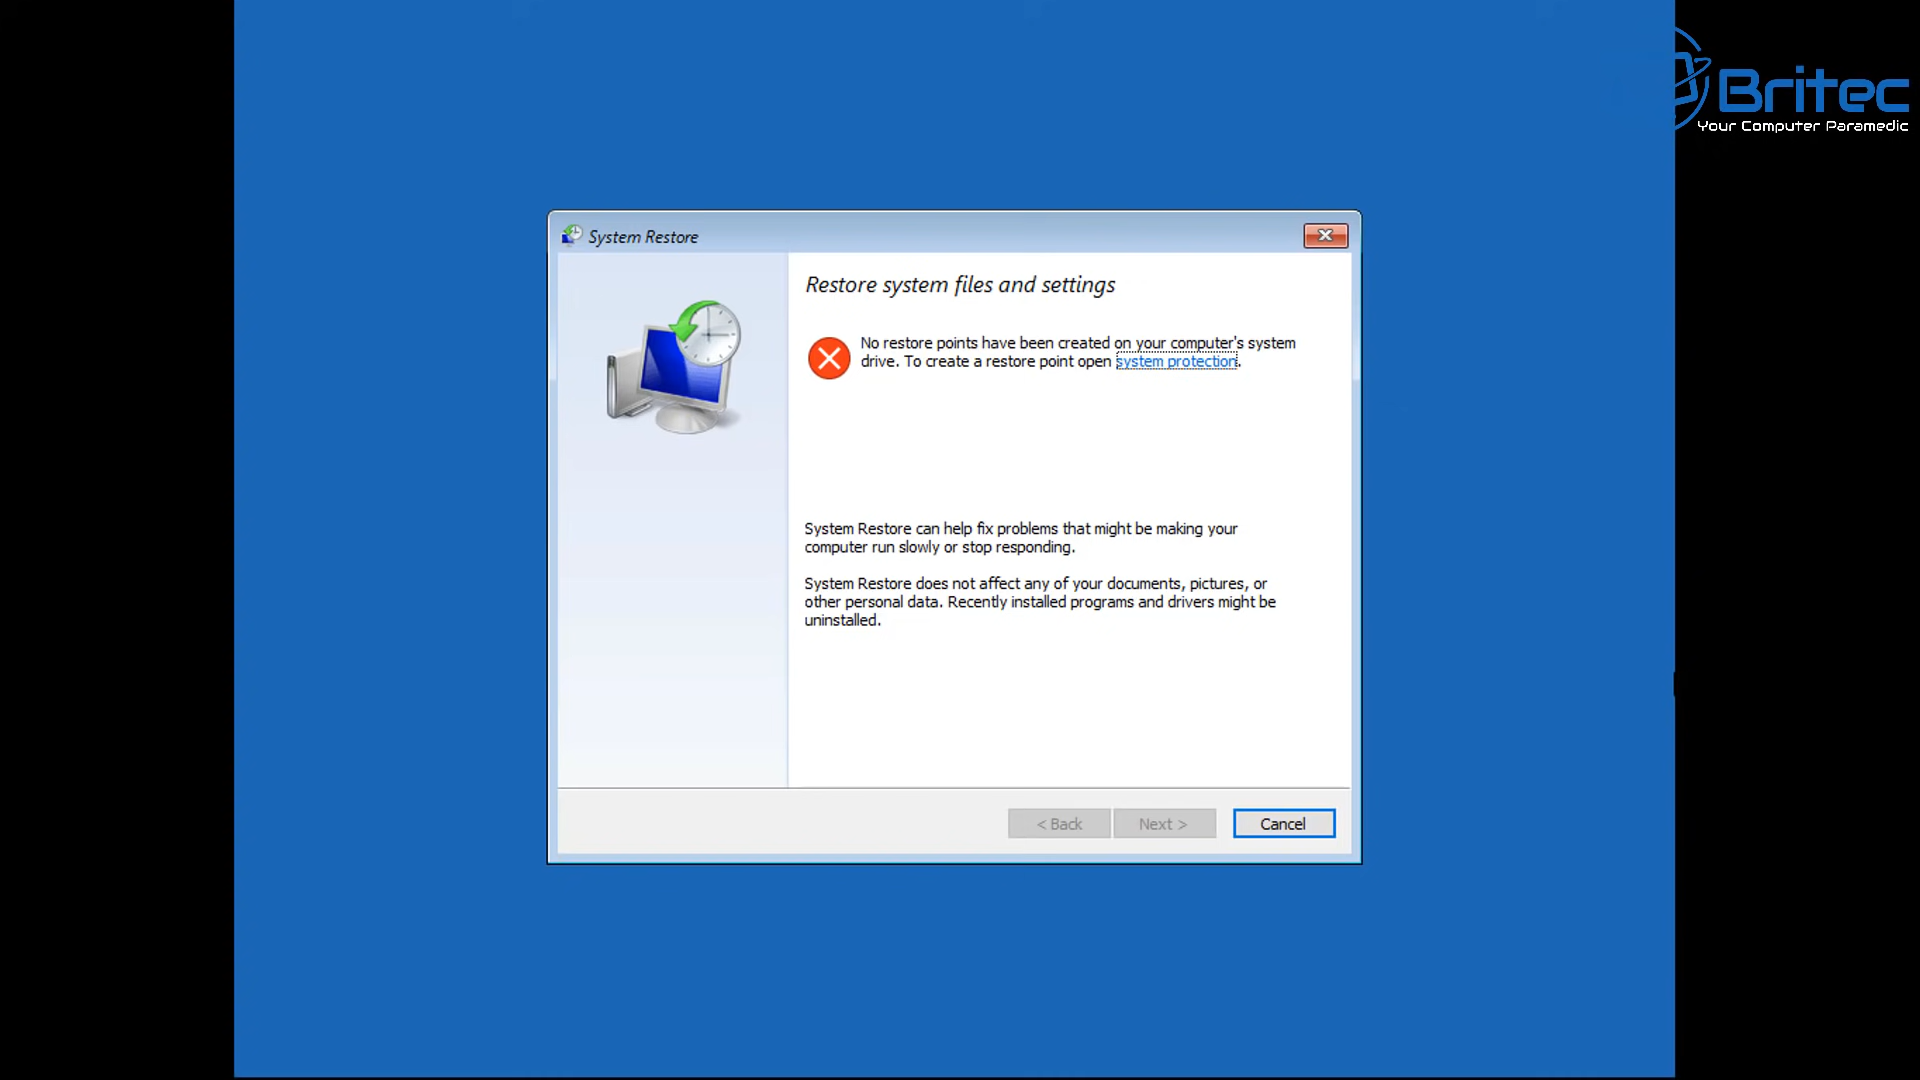 Britec
Your Computer Paramedic
System Restore
Restore system files and settings
No restore points have been created on your computer's system
drive. To create a restore point open system protection.
System Restore can help fix problems that might be making your
computer run slowly or stop responding.
System Restore does not affect any of your documents, pictures, or
other personal data. Recently installed programs and drivers might be
uninstalled.
< Back
Next >
Cancel